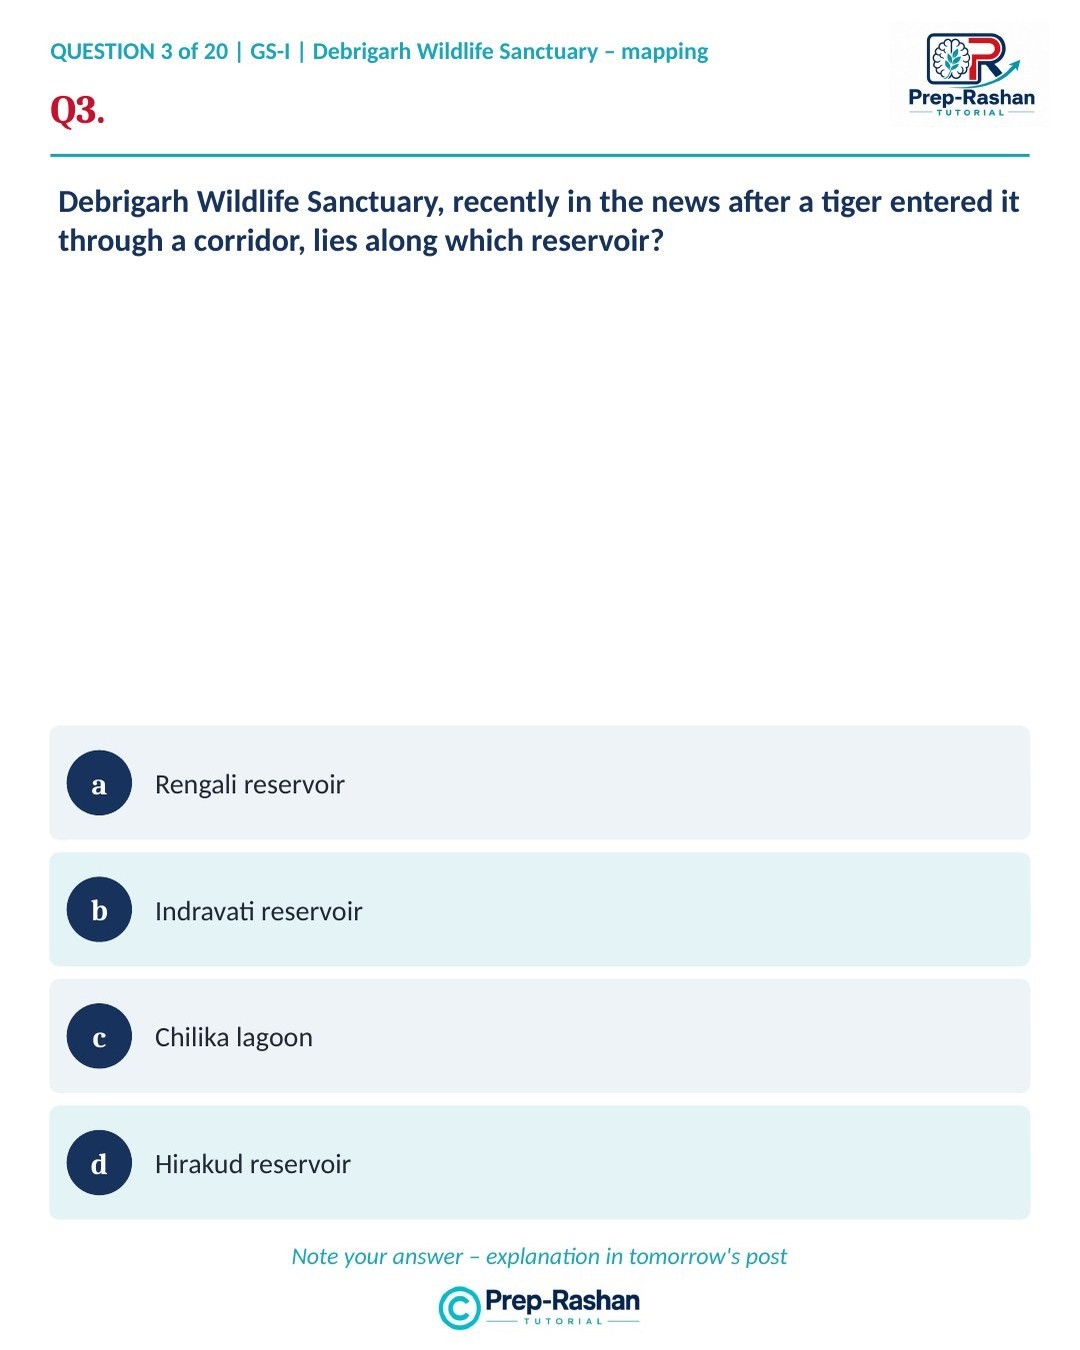 QUESTION 3 of 20 | GS-I | Debrigarh Wildlife Sanctuary – mapping
Prep-Rashan
TUTORIAL
Q3.
Debrigarh Wildlife Sanctuary, recently in the news after a tiger entered it
through a corridor, lies along which reservoir?
a Rengali reservoir
b Indravati reservoir
c Chilika lagoon
d Hirakud reservoir
Note your answer – explanation in tomorrow's post
© Prep-Rashan
TUTORIAL